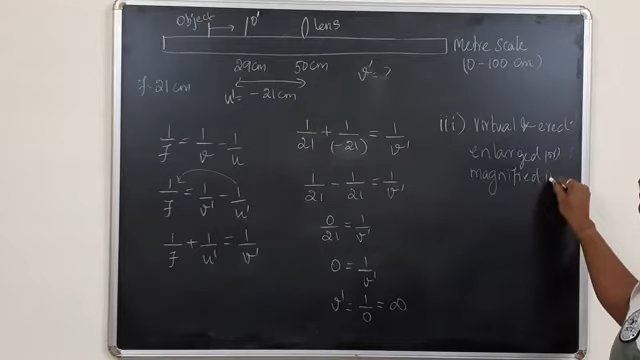 Object O' lens
Metre Scale
(0-100 cm)
29cm 50cm v'=?
u'= -21cm
f-21cm
1/f = 1/v - 1/u
1/f = 1/v' - 1/u'
1/f + 1/u' = 1/v'
1/21 + 1/(-21) = 1/v'
1/21 - 1/21 = 1/v'
0/21 = 1/v'
0 = 1/v'
v' = 1/0 = ∞
iii) Virtual & erect
enlarged (or)
magnified